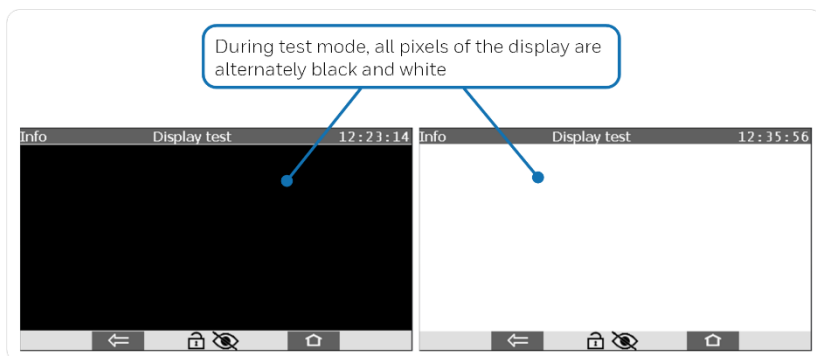 During test mode, all pixels of the display are
alternately black and white
Info Display test 12:23:14
Info Display test 12:35:56